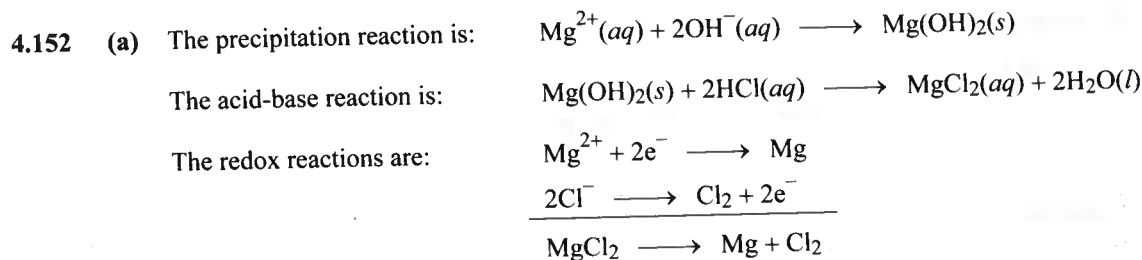 4.152 (a) The precipitation reaction is: Mg²⁺(aq) + 2OH⁻(aq) ⟶ Mg(OH)₂(s)
The acid-base reaction is: Mg(OH)₂(s) + 2HCl(aq) ⟶ MgCl₂(aq) + 2H₂O(l)
The redox reactions are: Mg²⁺ + 2e⁻ ⟶ Mg
2Cl⁻ ⟶ Cl₂ + 2e⁻
MgCl₂ ⟶ Mg + Cl₂